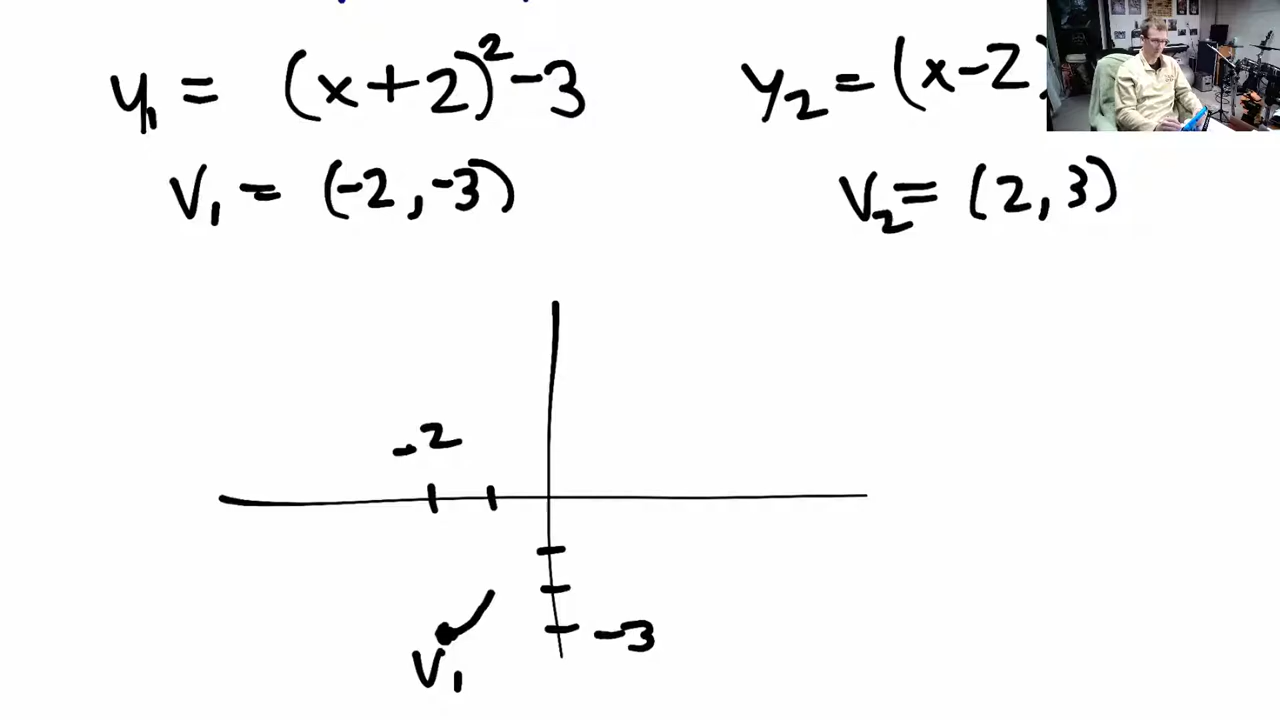 y₁ = (x+2)²-3
y₂ = (x-2)
V₁ = (-2, -3)
V₂ = (2, 3)
-2
-3
V₁